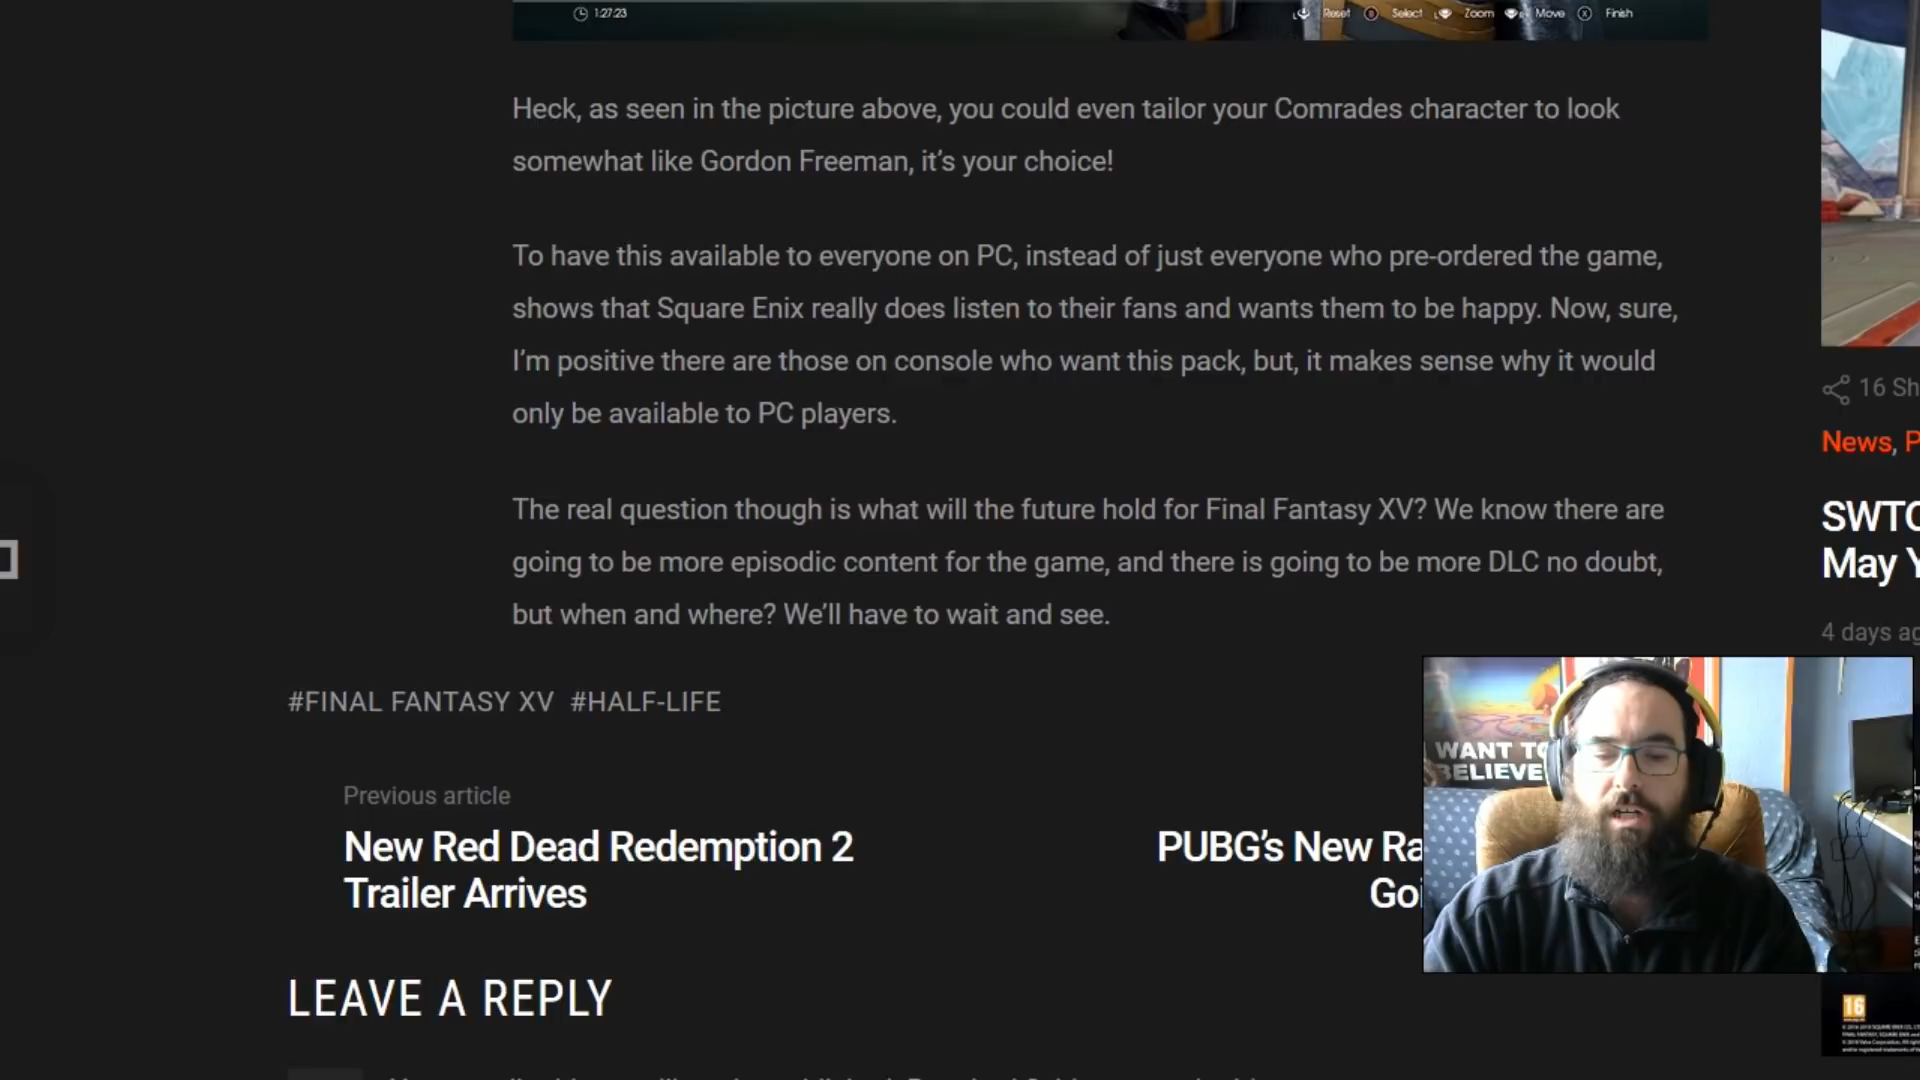 1:27:23
Reset Select Zoom Move Finish
Heck, as seen in the picture above, you could even tailor your Comrades character to look
somewhat like Gordon Freeman, it's your choice!
To have this available to everyone on PC, instead of just everyone who pre-ordered the game,
shows that Square Enix really does listen to their fans and wants them to be happy. Now, sure,
I'm positive there are those on console who want this pack, but, it makes sense why it would
only be available to PC players.
The real question though is what will the future hold for Final Fantasy XV? We know there are
going to be more episodic content for the game, and there is going to be more DLC no doubt,
but when and where? We'll have to wait and see.
#FINAL FANTASY XV #HALF-LIFE
Previous article
New Red Dead Redemption 2
Trailer Arrives
PUBG's New Ra
Goi
LEAVE A REPLY
16 Sh
News, P
SWTO
May Y
4 days ag
WANT TO
BELIEVE
16